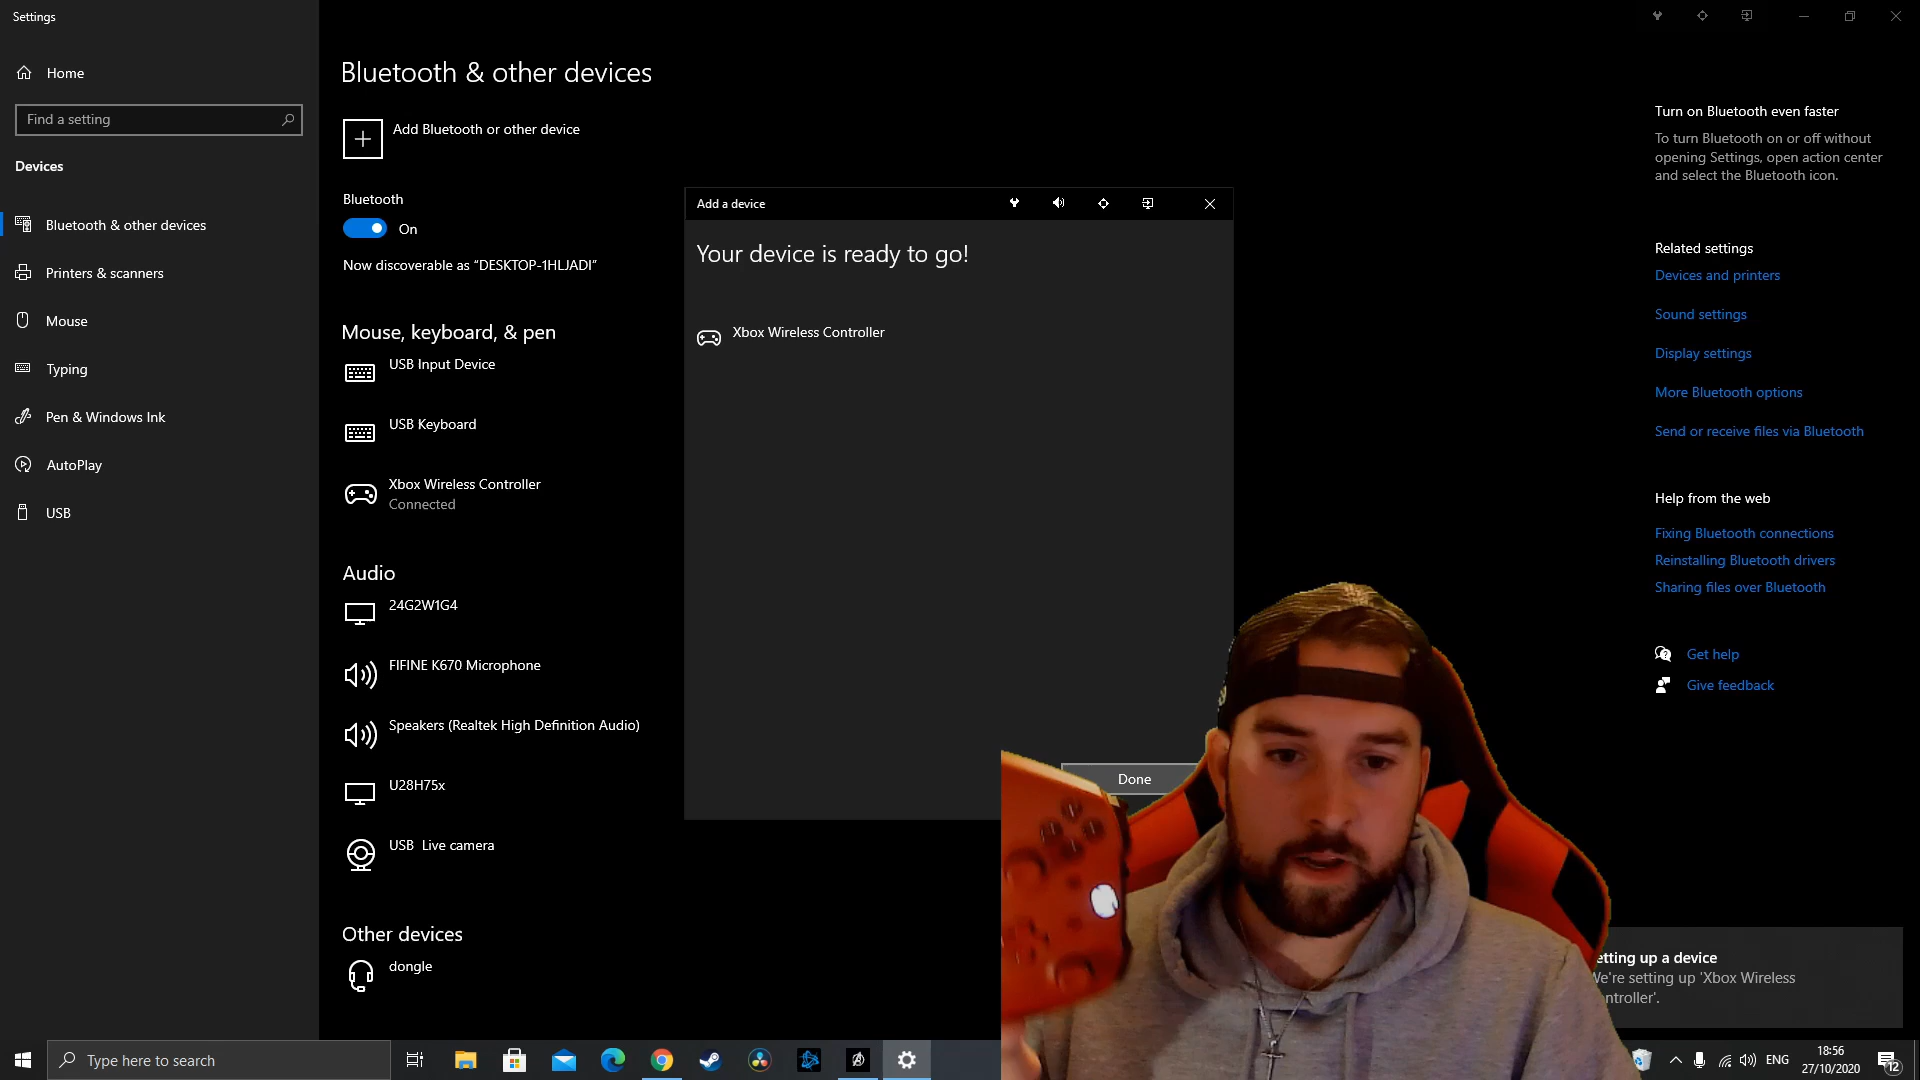 Settings
Home
Find a setting
Devices
Bluetooth & other devices
Printers & scanners
Mouse
Typing
Pen & Windows Ink
AutoPlay
USB
Bluetooth & other devices
Add Bluetooth or other device
Bluetooth
On
Now discoverable as “DESKTOP-1HLJADI”
Mouse, keyboard, & pen
USB Input Device
USB Keyboard
Xbox Wireless Controller
Connected
Audio
24G2W1G4
FIFINE K670 Microphone
Speakers (Realtek High Definition Audio)
U28H75x
USB Live camera
Other devices
dongle
Add a device
Your device is ready to go!
Xbox Wireless Controller
Done
Turn on Bluetooth even faster
To turn Bluetooth on or off without
opening Settings, open action center
and select the Bluetooth icon.
Related settings
Devices and printers
Sound settings
Display settings
More Bluetooth options
Send or receive files via Bluetooth
Help from the web
Fixing Bluetooth connections
Reinstalling Bluetooth drivers
Sharing files over Bluetooth
Get help
Give feedback
etting up a device
We're setting up 'Xbox Wireless
ntroller'.
Type here to search
ENG
18:56
27/10/2020
12